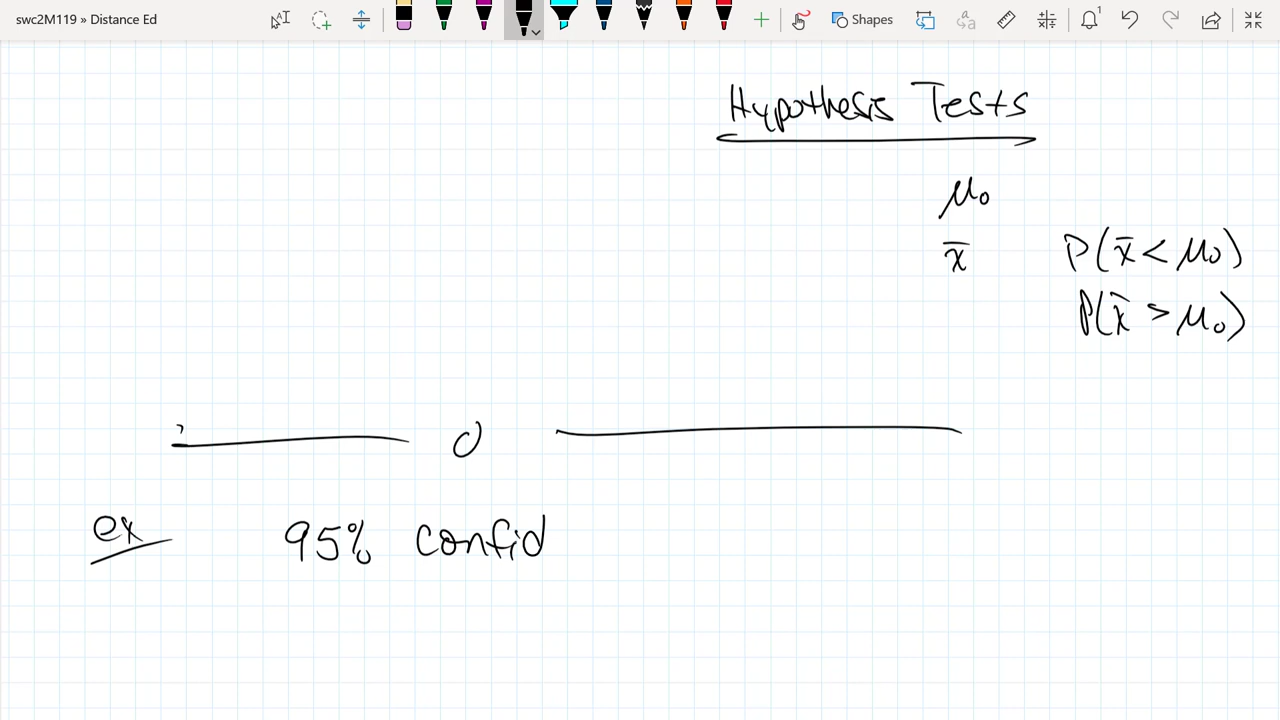 swc2M119 » Distance Ed
Shapes
Hypothesis Tests
μ₀
x̄ P(x̄ < μ₀)
P(x̄ > μ₀)
ex 95% confid